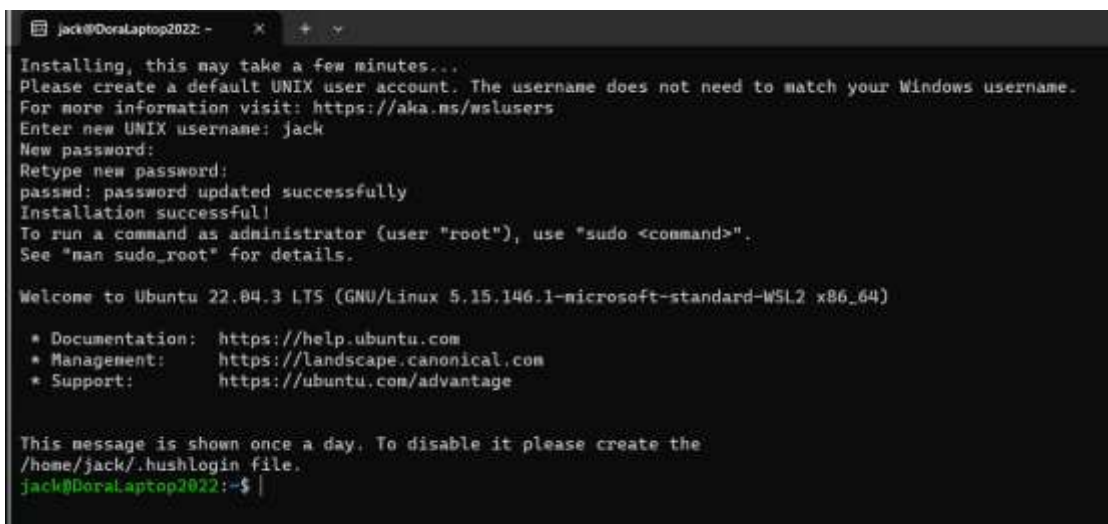 jack@DoraLaptop2022: ~
Installing, this may take a few minutes...
Please create a default UNIX user account. The username does not need to match your Windows username.
For more information visit: https://aka.ms/wslusers
Enter new UNIX username: jack
New password:
Retype new password:
passwd: password updated successfully
Installation successful!
To run a command as administrator (user "root"), use "sudo <command>".
See "man sudo_root" for details.
Welcome to Ubuntu 22.04.3 LTS (GNU/Linux 5.15.146.1-microsoft-standard-WSL2 x86_64)
* Documentation: https://help.ubuntu.com
* Management: https://landscape.canonical.com
* Support: https://ubuntu.com/advantage
This message is shown once a day. To disable it please create the
/home/jack/.hushlogin file.
jack@DoraLaptop2022:~$